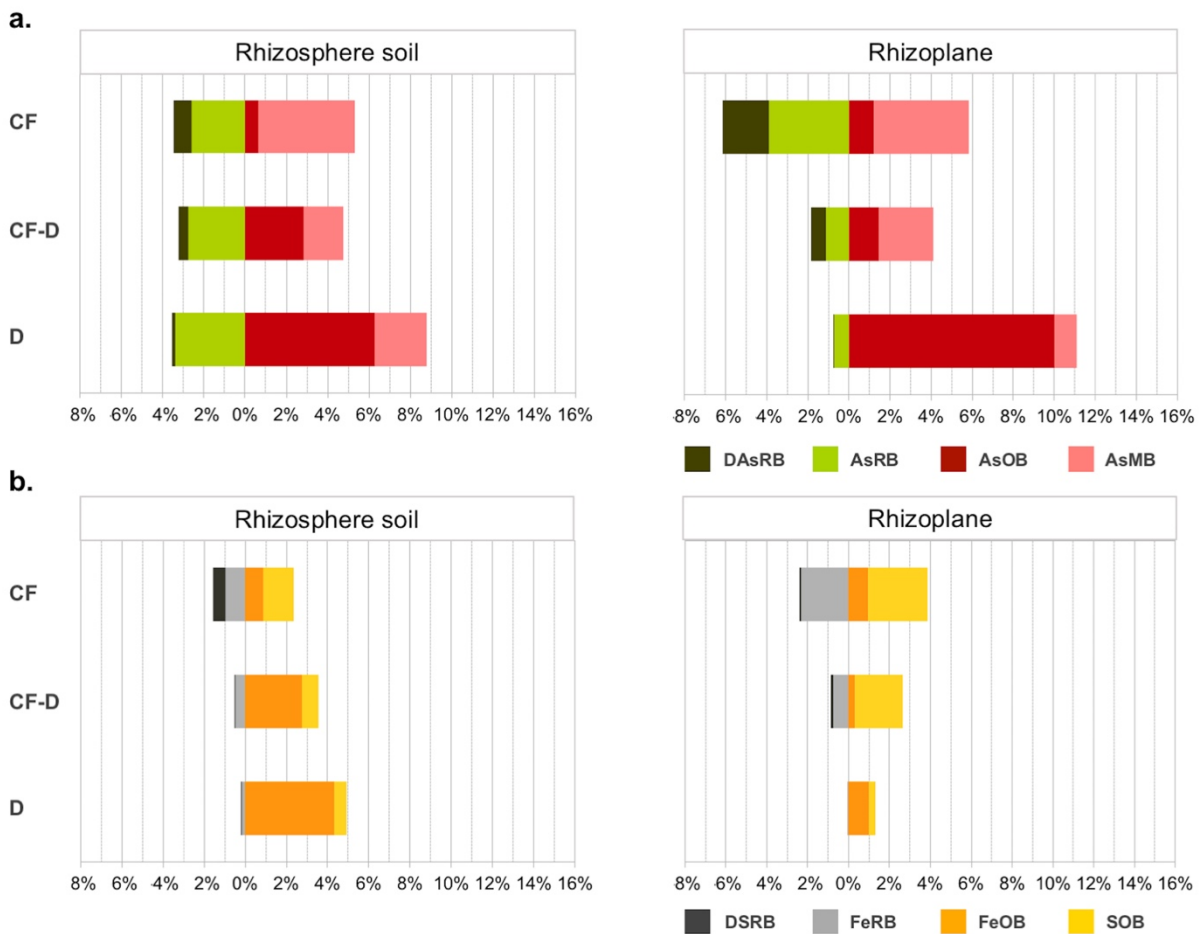 a.
Rhizosphere soil
Rhizoplane
CF
CF-D
D
8% 6% 4% 2% 0% 2% 4% 6% 8% 10% 12% 14% 16%
-8% 6% 4% 2% 0% 2% 4% 6% 8% 10% 12% 14% 16%
DAsRB AsRB AsOB AsMB
b.
Rhizosphere soil
Rhizoplane
CF
CF-D
D
8% 6% 4% 2% 0% 2% 4% 6% 8% 10% 12% 14% 16%
8% 6% 4% 2% 0% 2% 4% 6% 8% 10% 12% 14% 16%
DSRB FeRB FeOB SOB